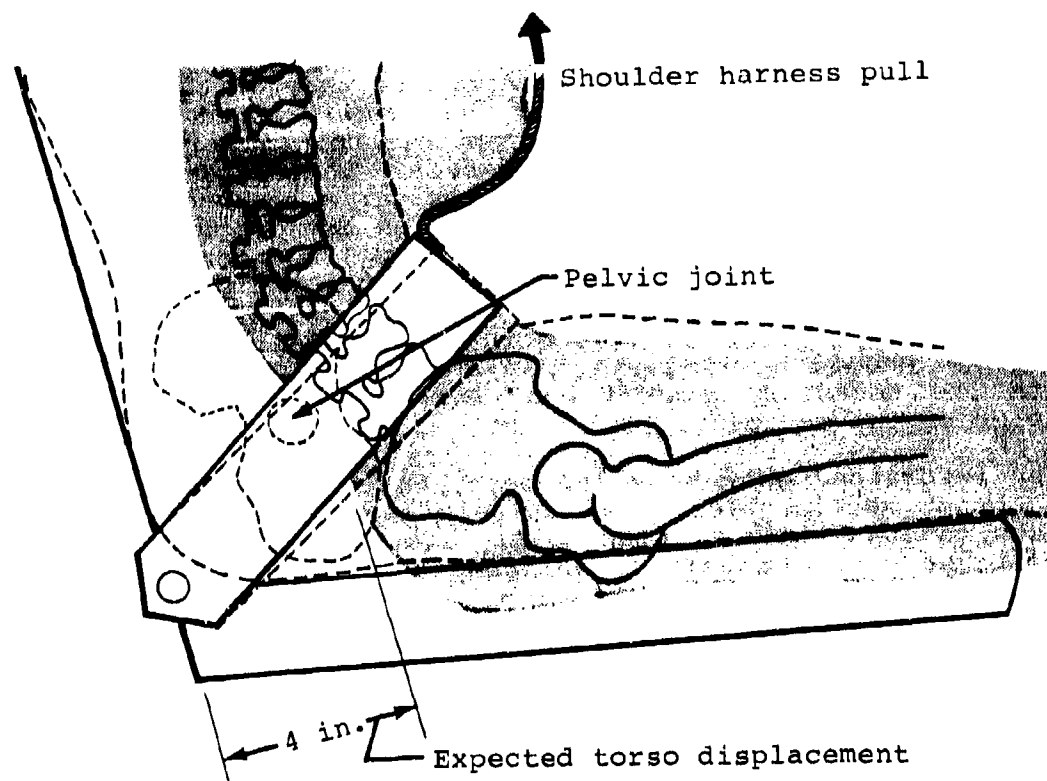 Shoulder harness pull
Pelvic joint
4 in.
Expected torso displacement